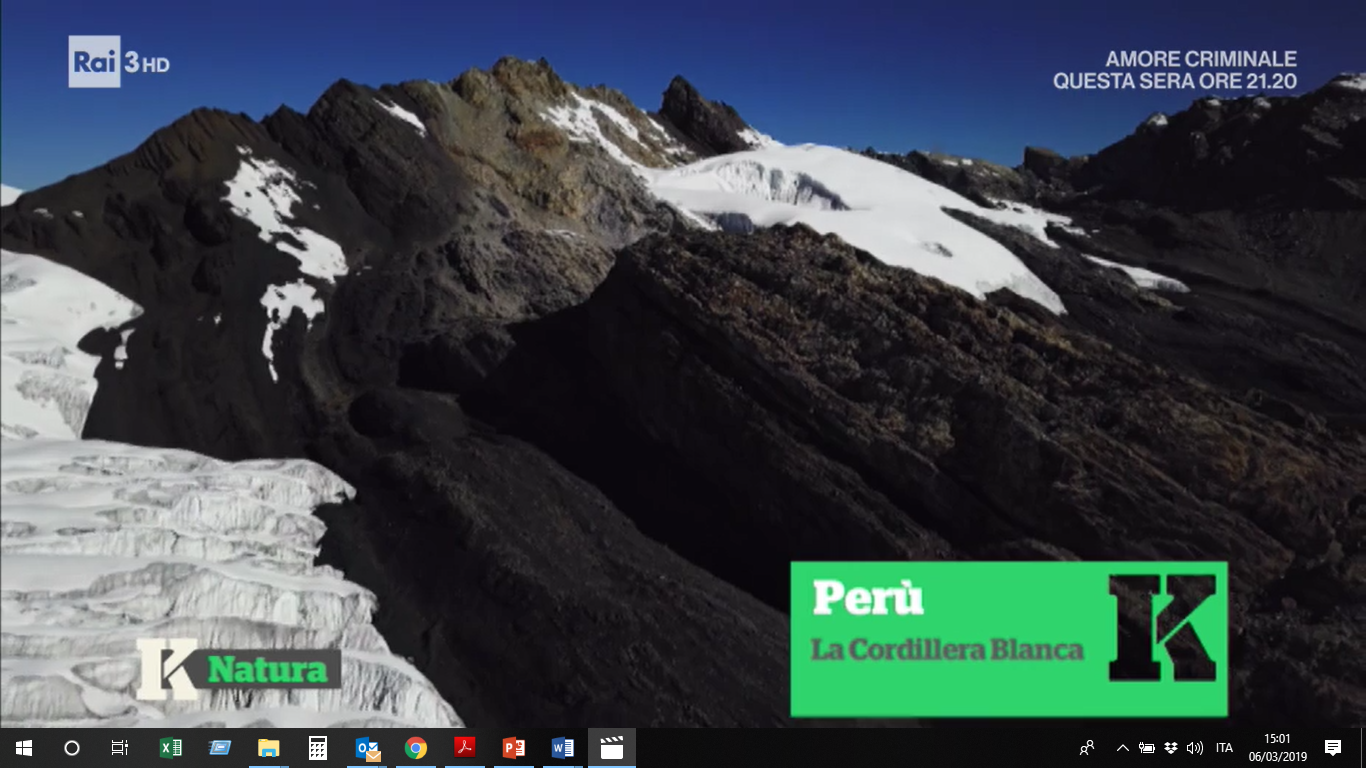 Rai 3HD
AMORE CRIMINALE
QUESTA SERA ORE 21.20
Perù
La Cordillera Blanca
K
K Natura
ITA
15:01
06/03/2019